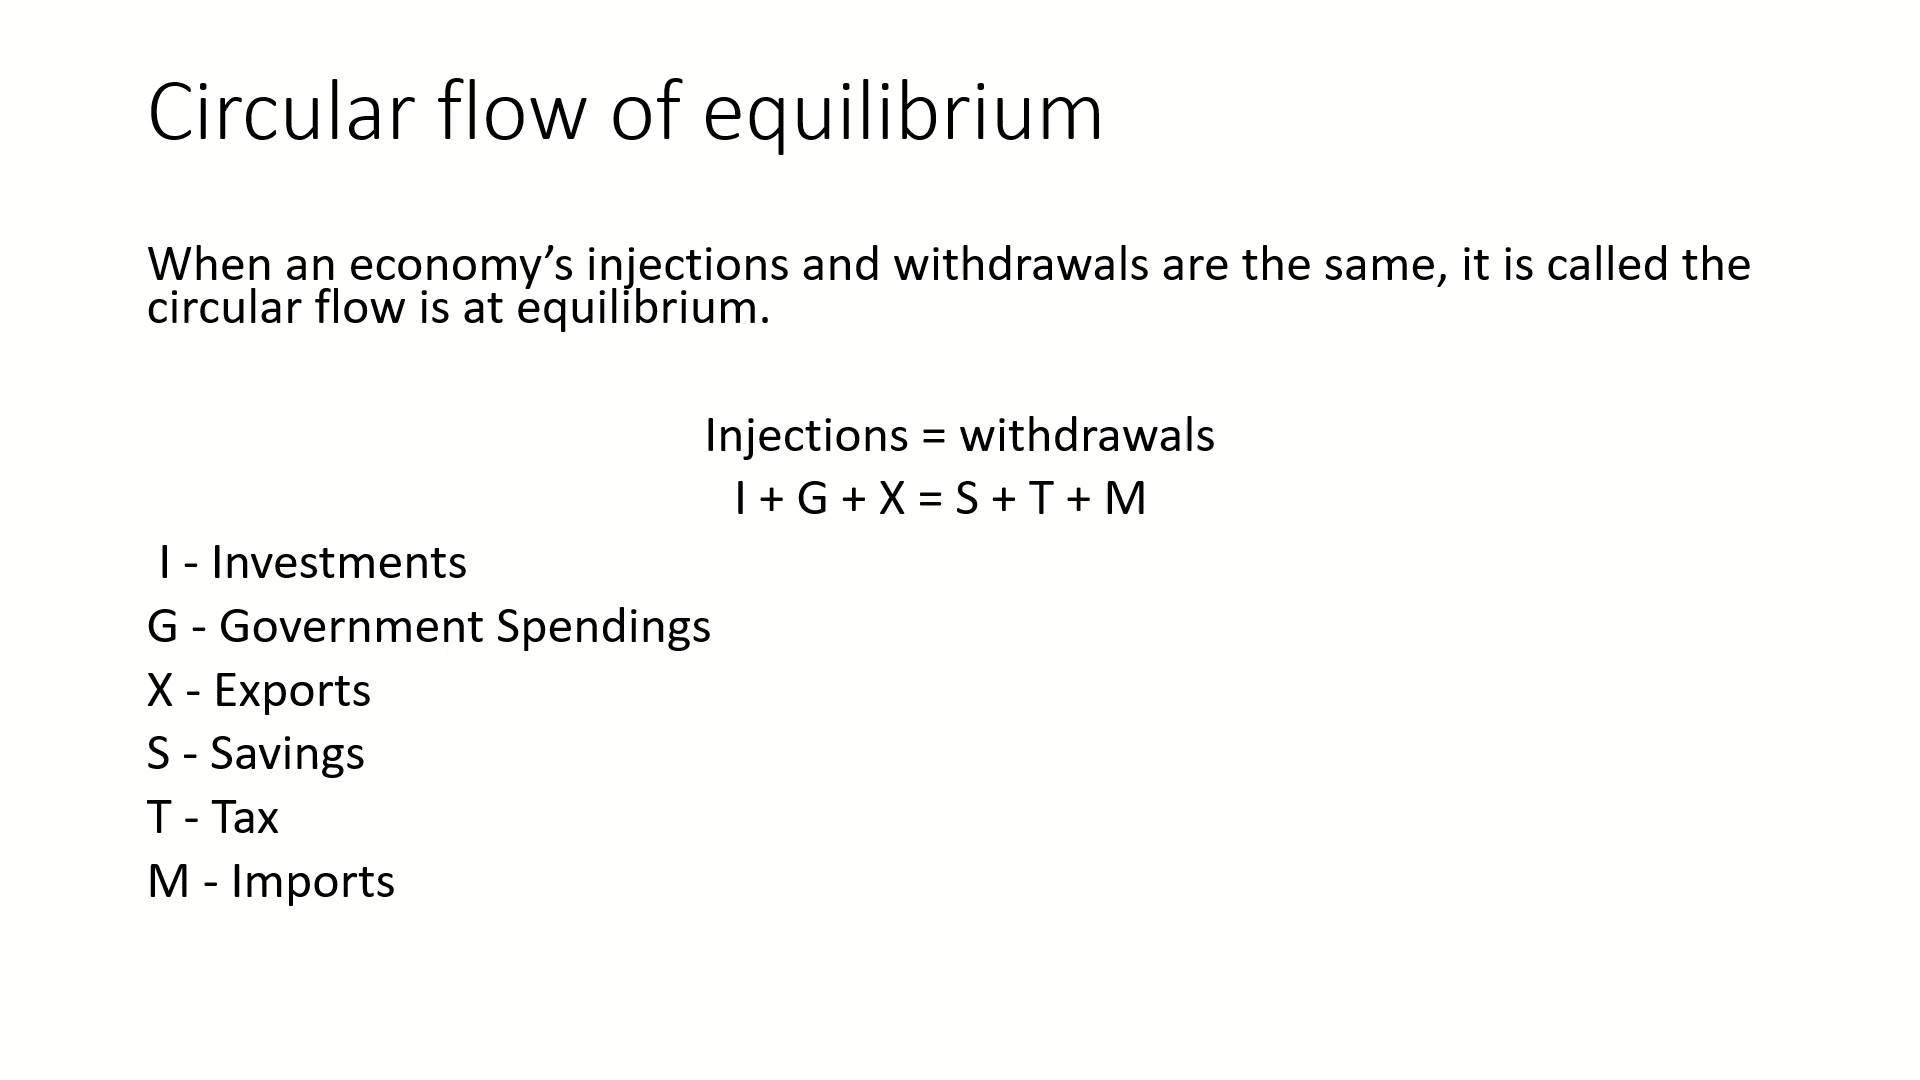 Circular flow of equilibrium
When an economy’s injections and withdrawals are the same, it is called the
circular flow is at equilibrium.
Injections = withdrawals
I + G + X = S + T + M
I - Investments
G - Government Spendings
X - Exports
S - Savings
T - Tax
M - Imports